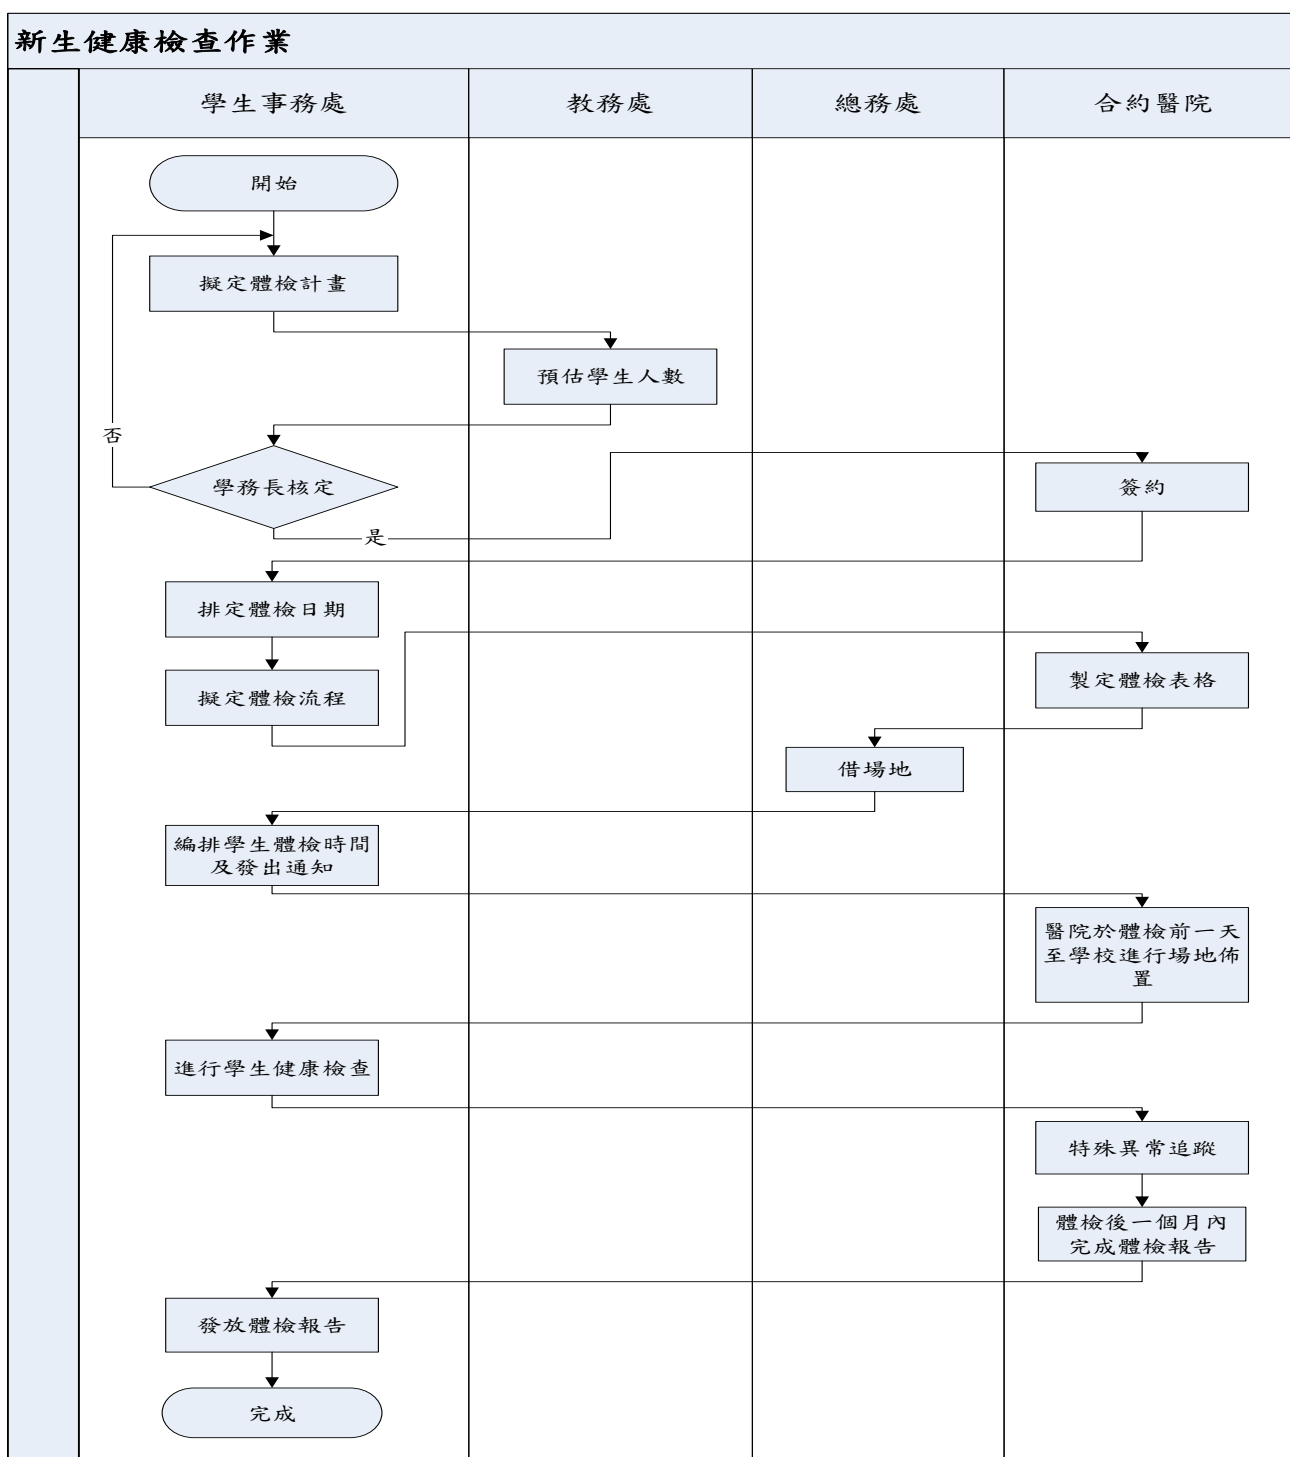 新生健康檢查作業
學生事務處
教務處
總務處
合約醫院
開始
擬定體檢計畫
預估學生人數
否
學務長核定
簽約
是
排定體檢日期
擬定體檢流程
製定體檢表格
借場地
編排學生體檢時間
及發出通知
醫院於體檢前一天
至學校進行場地佈
置
進行學生健康檢查
特殊異常追蹤
體檢後一個月內
完成體檢報告
發放體檢報告
完成